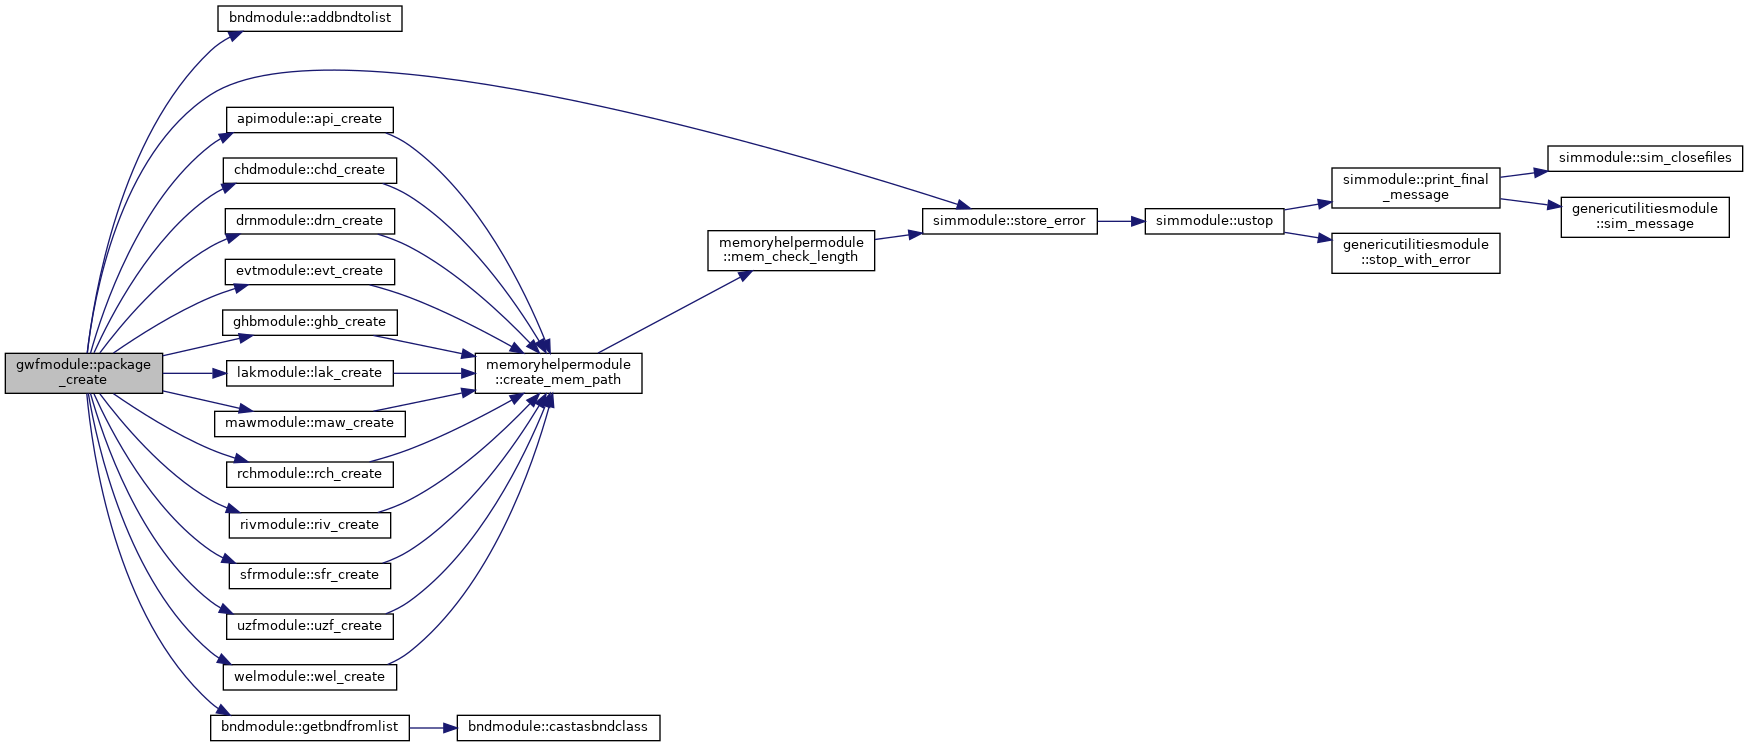 bndmodule::addbndtolist
apimodule::api_create
chdmodule::chd_create
drnmodule::drn_create
evtmodule::evt_create
ghbmodule::ghb_create
gwfmodule::package
_create
lakmodule::lak_create
mawmodule::maw_create
rchmodule::rch_create
rivmodule::riv_create
sfrmodule::sfr_create
uzfmodule::uzf_create
welmodule::wel_create
bndmodule::getbndfromlist
bndmodule::castasbndclass
memoryhelpermodule
::create_mem_path
memoryhelpermodule
::mem_check_length
simmodule::store_error
simmodule::ustop
simmodule::print_final
_message
genericutilitiesmodule
::stop_with_error
simmodule::sim_closefiles
genericutilitiesmodule
::sim_message